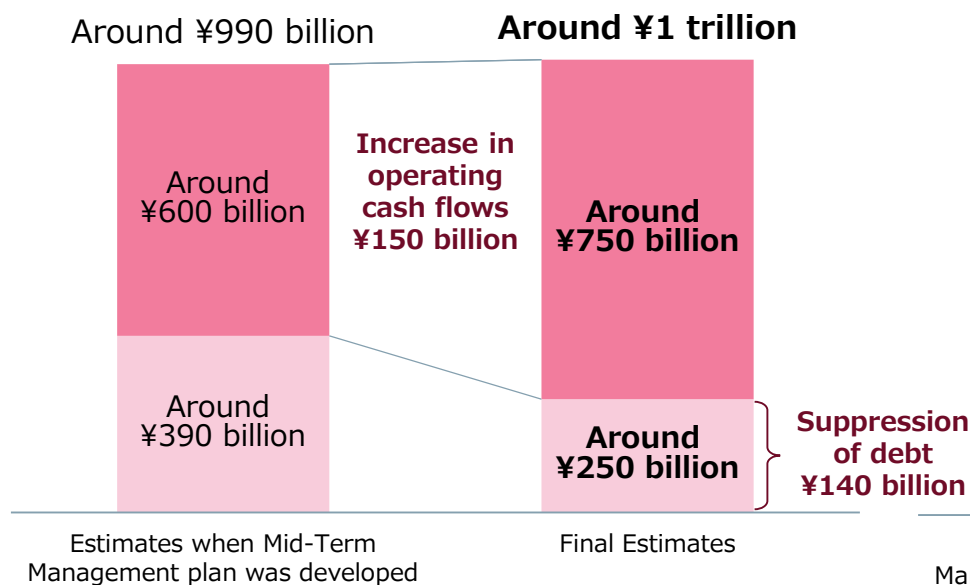 Around ¥990 billion
Around ¥1 trillion
Around
¥600 billion
Increase in
operating
cash flows
¥150 billion
Around
¥750 billion
Around
¥390 billion
Around
¥250 billion
Suppression
of debt
¥140 billion
Estimates when Mid-Term
Management plan was developed
Final Estimates
Ma